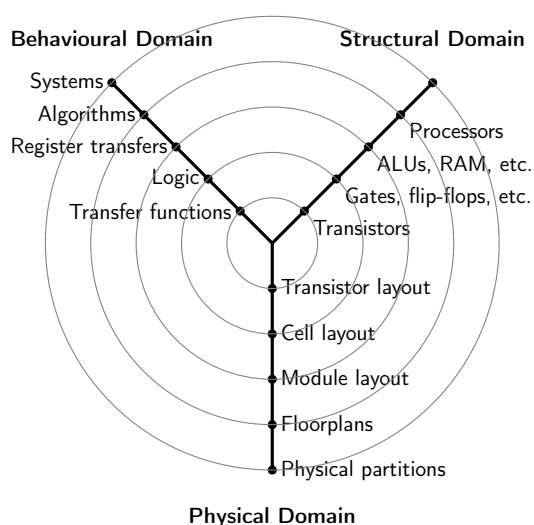 Behavioural Domain
Structural Domain
Systems
Algorithms
Register transfers
Logic
Transfer functions
Processors
ALUs, RAM, etc.
Gates, flip-flops, etc.
Transistors
Transistor layout
Cell layout
Module layout
Floorplans
Physical partitions
Physical Domain